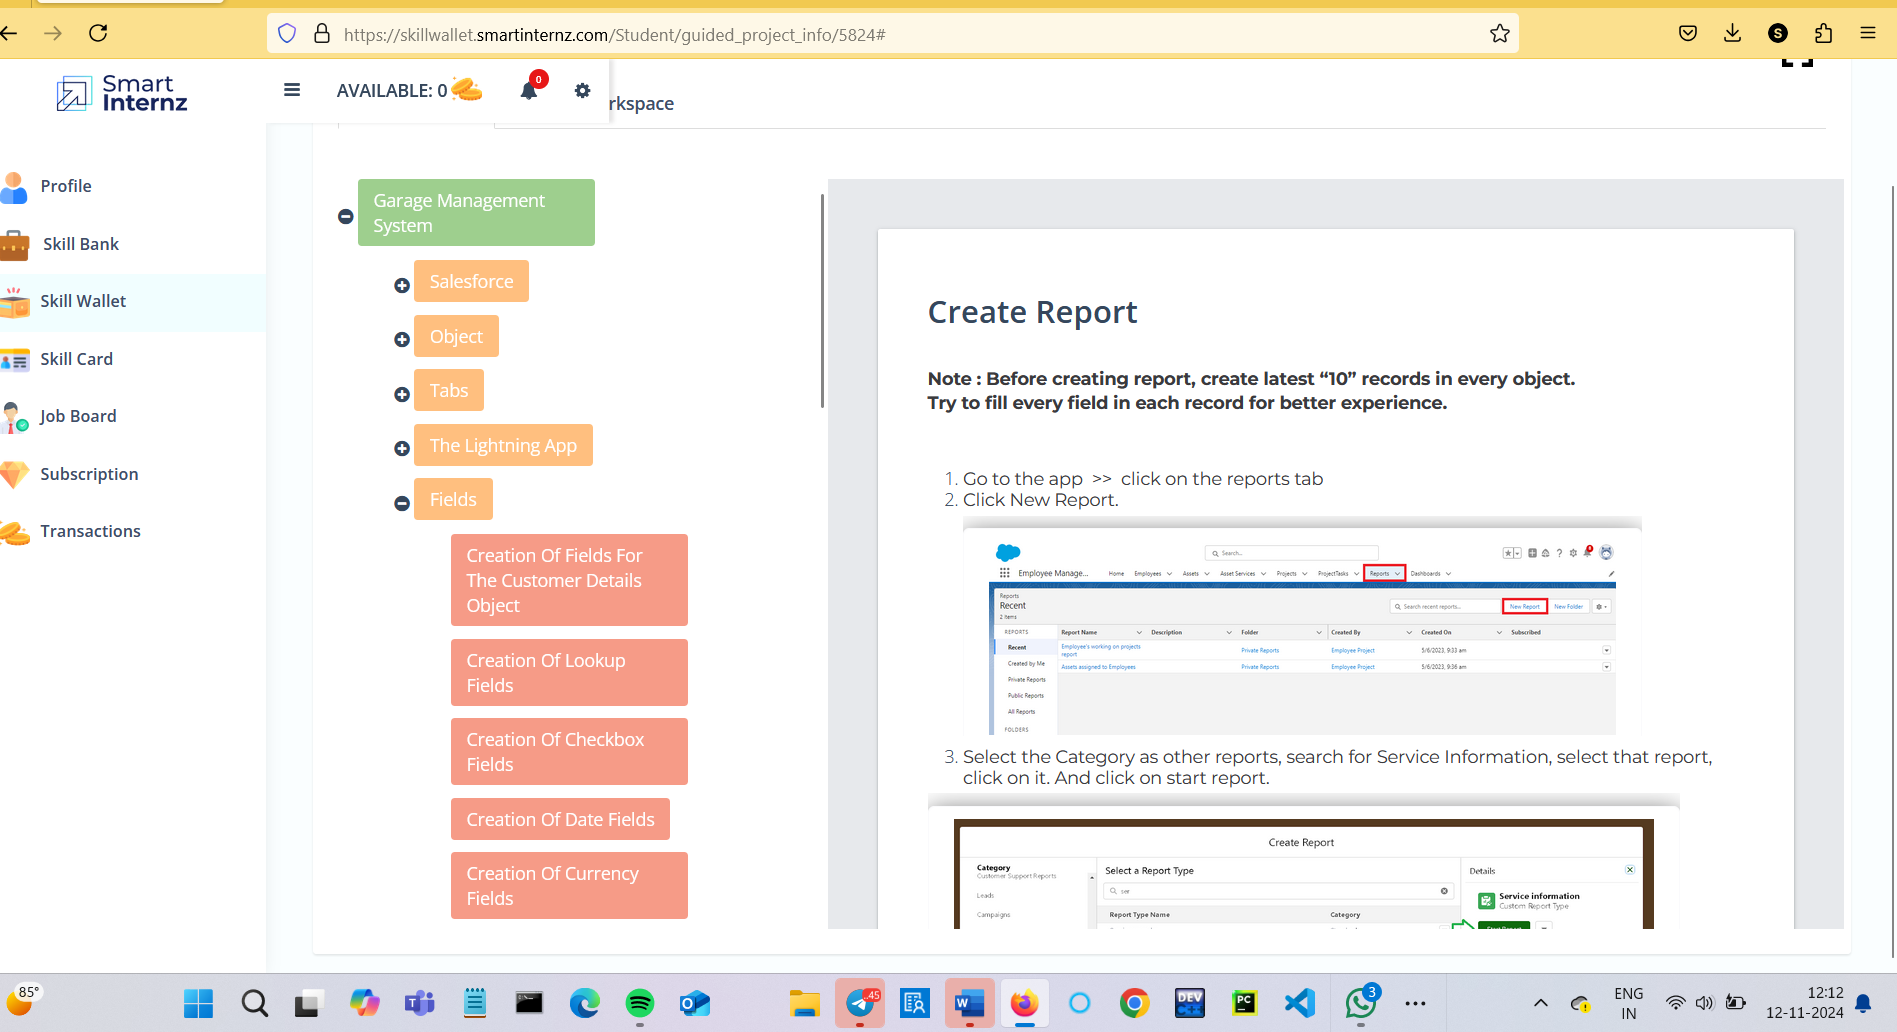 https://skillwallet.smartinternz.com/Student/guided_project_info/5824#
S
Smart
Internz
AVAILABLE: 0
0
rkspace
Profile
Skill Bank
Skill Wallet
Skill Card
Job Board
Subscription
Transactions
Garage Management
System
Salesforce
Object
Tabs
The Lightning App
Fields
Creation Of Fields For
The Customer Details
Object
Creation Of Lookup
Fields
Creation Of Checkbox
Fields
Creation Of Date Fields
Creation Of Currency
Fields
Create Report
Note : Before creating report, create latest “10” records in every object.
Try to fill every field in each record for better experience.
1. Go to the app >> click on the reports tab
2. Click New Report.
Search...
Employee Manage... Home Employees Assets Asset Services Projects ProjectTasks Reports Dashboards
Reports
Recent
2 items
Search recent reports...
New Report New Folder
REPORTS
Recent
Created by Me
Private Reports
Public Reports
All Reports
FOLDERS
Report Name Description Folder Created By Created On Subscribed
Employee's working on projects
report
Private Reports Employee Project 5/6/2023, 9:33 am
Assets assigned to Employees Private Reports Employee Project 5/6/2023, 9:36 am
3. Select the Category as other reports, search for Service Information, select that report,
click on it. And click on start report.
Create Report
Category
Customer Support Reports
Leads
Campaigns
Select a Report Type
ser
Report Type Name Category
Details
Service information
Custom Report Type
Start Report
85°
45
3
ENG
IN
12:12
12-11-2024